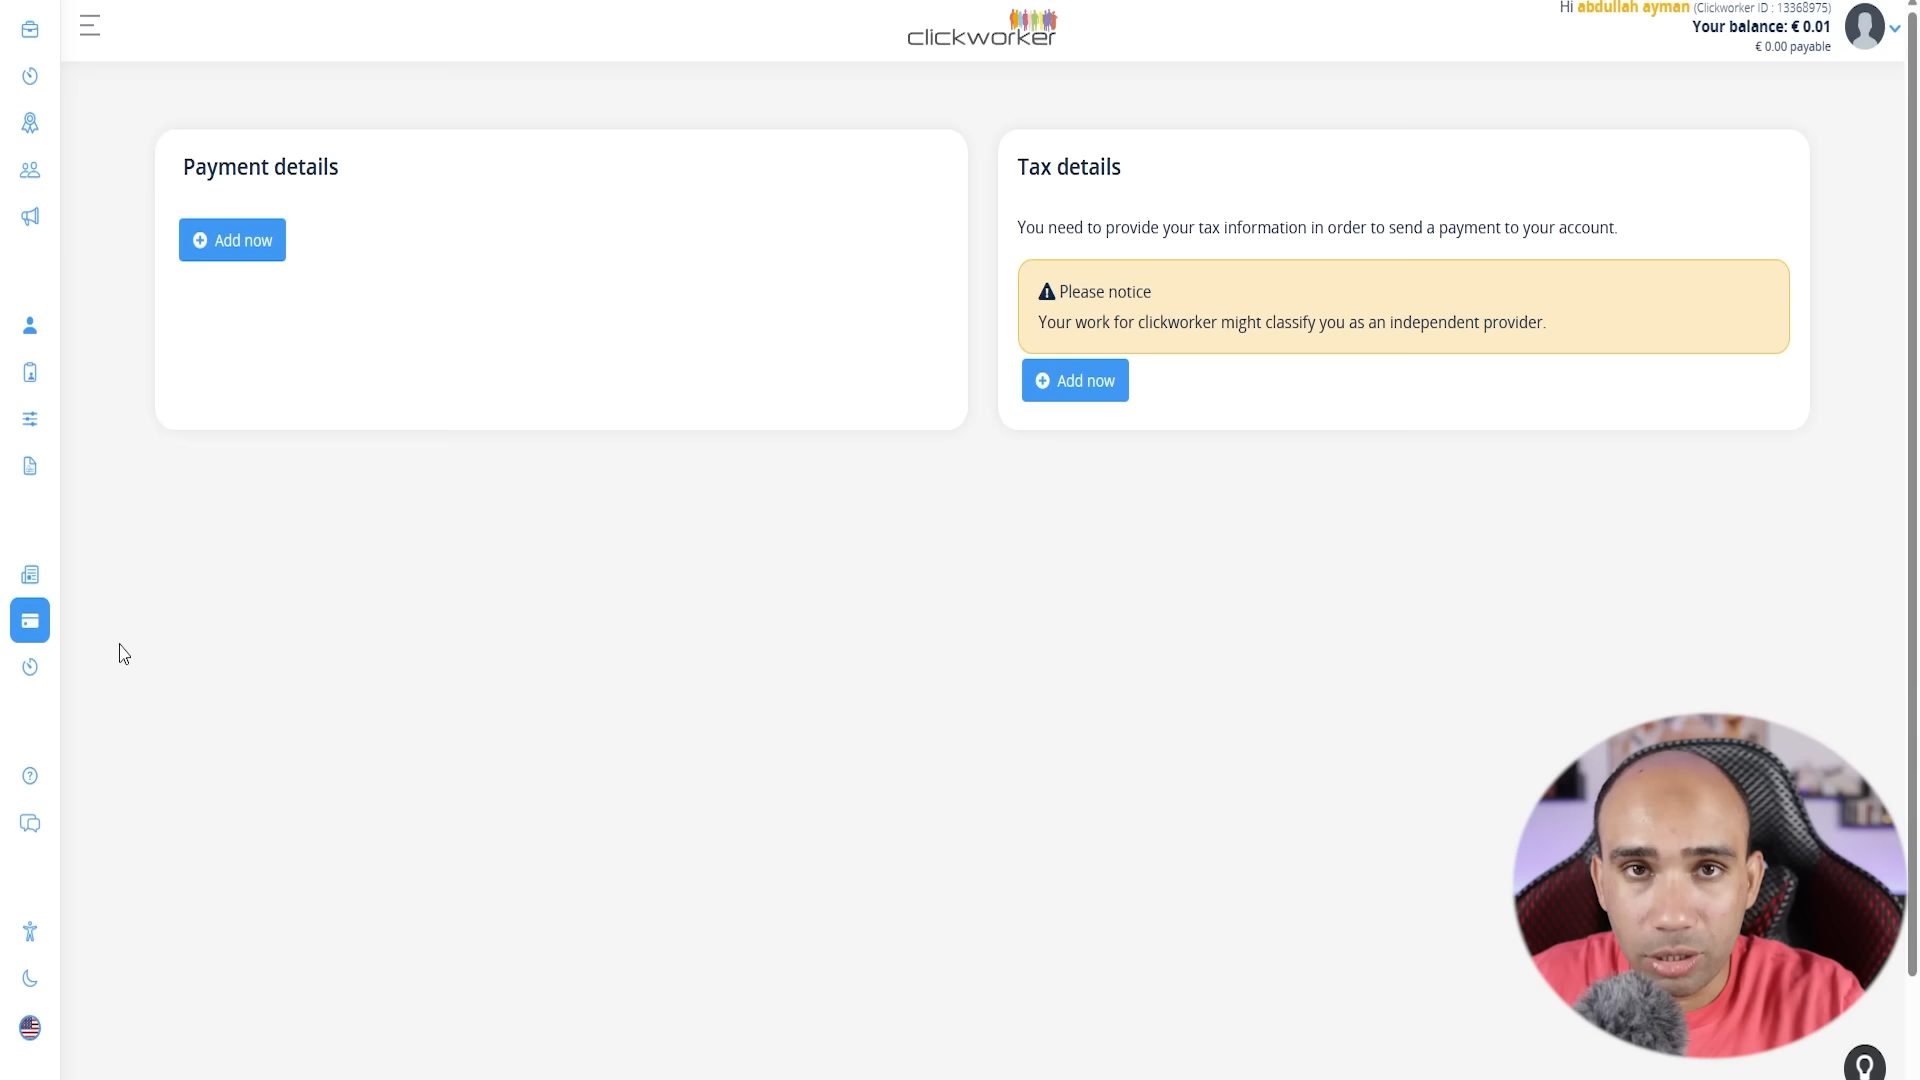 clickworker
Hi abdullah ayman (Clickworker ID : 13368975)
Your balance: € 0.01
€ 0.00 payable
Payment details
Add now
Tax details
You need to provide your tax information in order to send a payment to your account.
Please notice
Your work for clickworker might classify you as an independent provider.
Add now